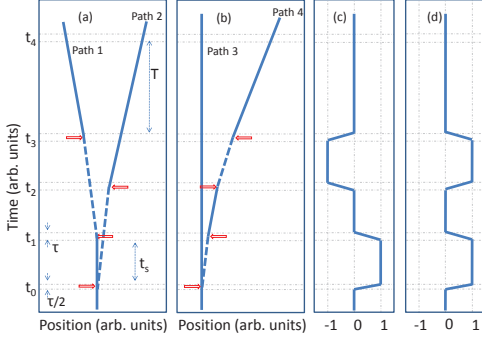 (a) Path 2 (b) Path 4 (c) (d)
t4
Path 1 Path 3
T
t3
t2
t1
τ
ts
t0
τ/2
Time (arb. units)
-1 0 1 -1 0 1
Position (arb. units) Position (arb. units)